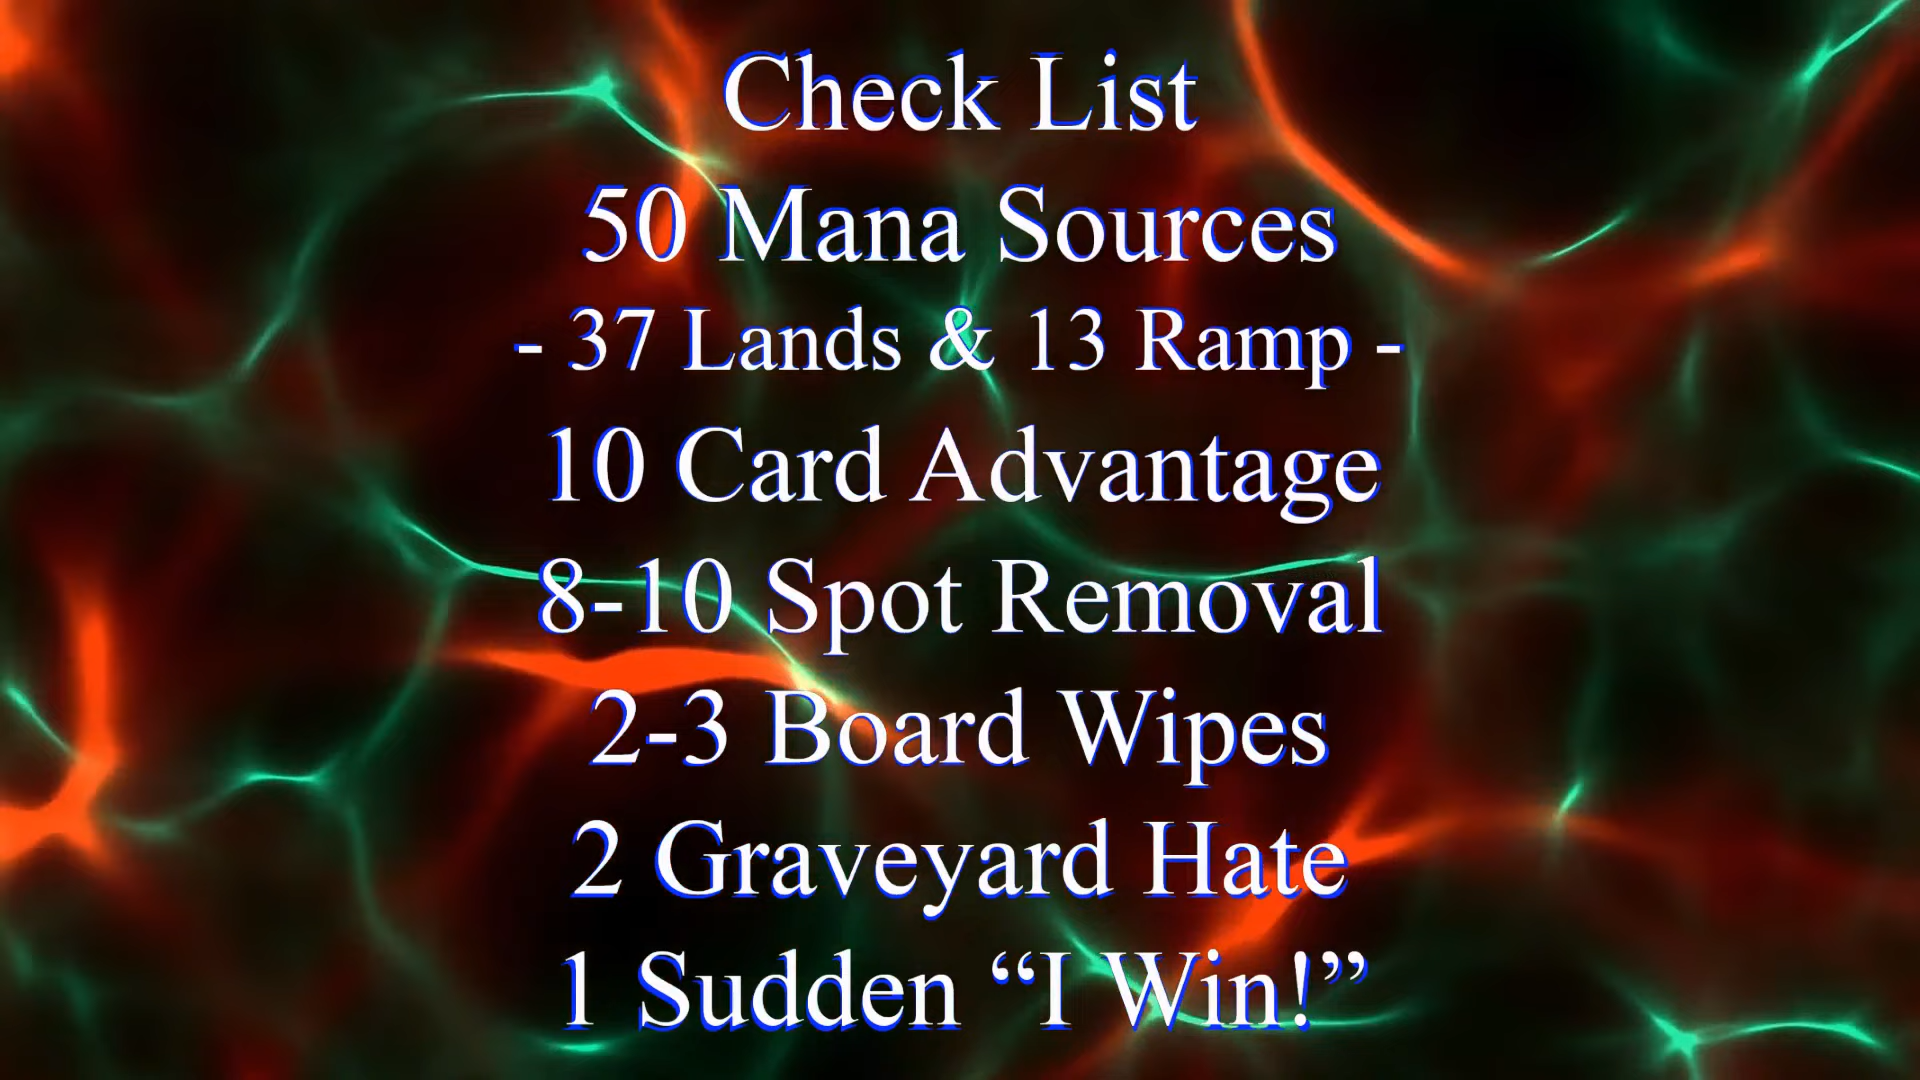 Check List
50 Mana Sources
- 37 Lands & 13 Ramp -
10 Card Advantage
8-10 Spot Removal
2-3 Board Wipes
2 Graveyard Hate
1 Sudden “I Win!”